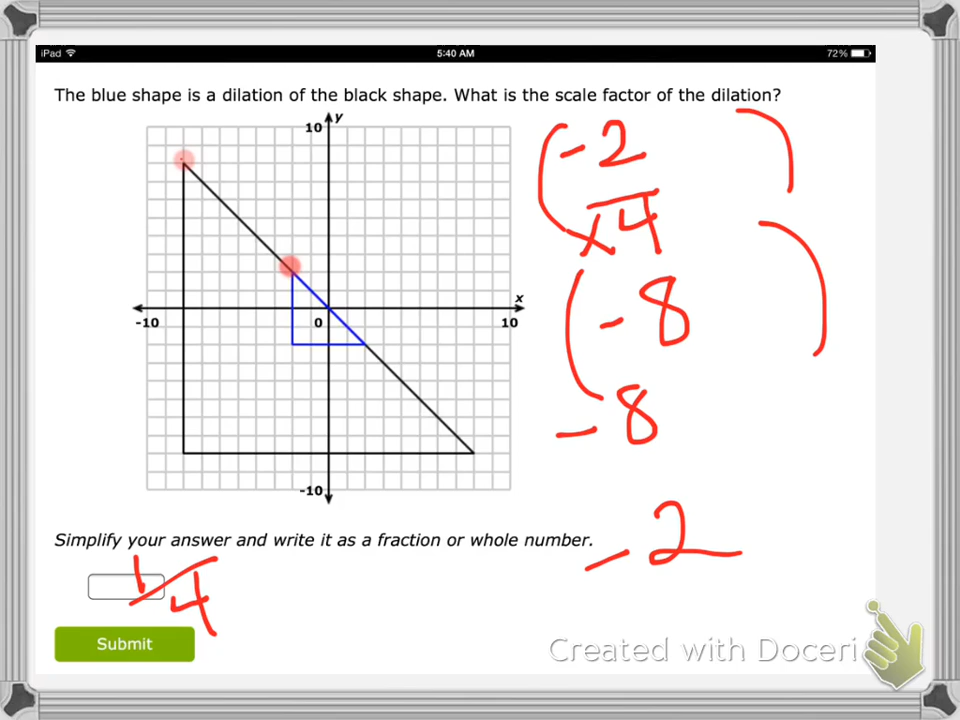 iPad 5:40 AM 72%
The blue shape is a dilation of the black shape. What is the scale factor of the dilation?
y
10
-2
×4
-8
x
-10 0 10
-8
-10
Simplify your answer and write it as a fraction or whole number.
-2
1/4
Submit
Created with Doceri